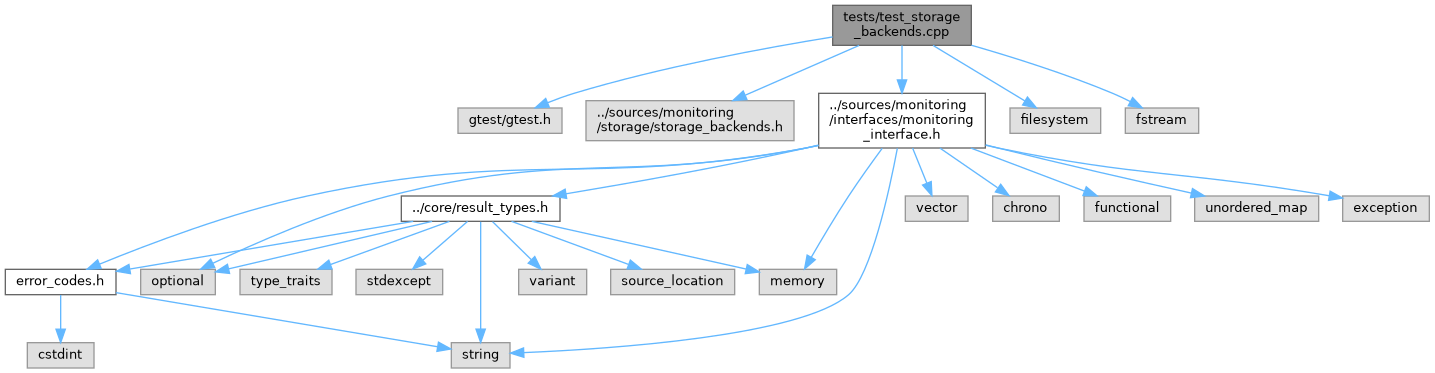 tests/test_storage
_backends.cpp
gtest/gtest.h
../sources/monitoring
/storage/storage_backends.h
../sources/monitoring
/interfaces/monitoring
_interface.h
filesystem
fstream
../core/result_types.h
vector
chrono
functional
unordered_map
exception
error_codes.h
optional
type_traits
stdexcept
variant
source_location
memory
cstdint
string